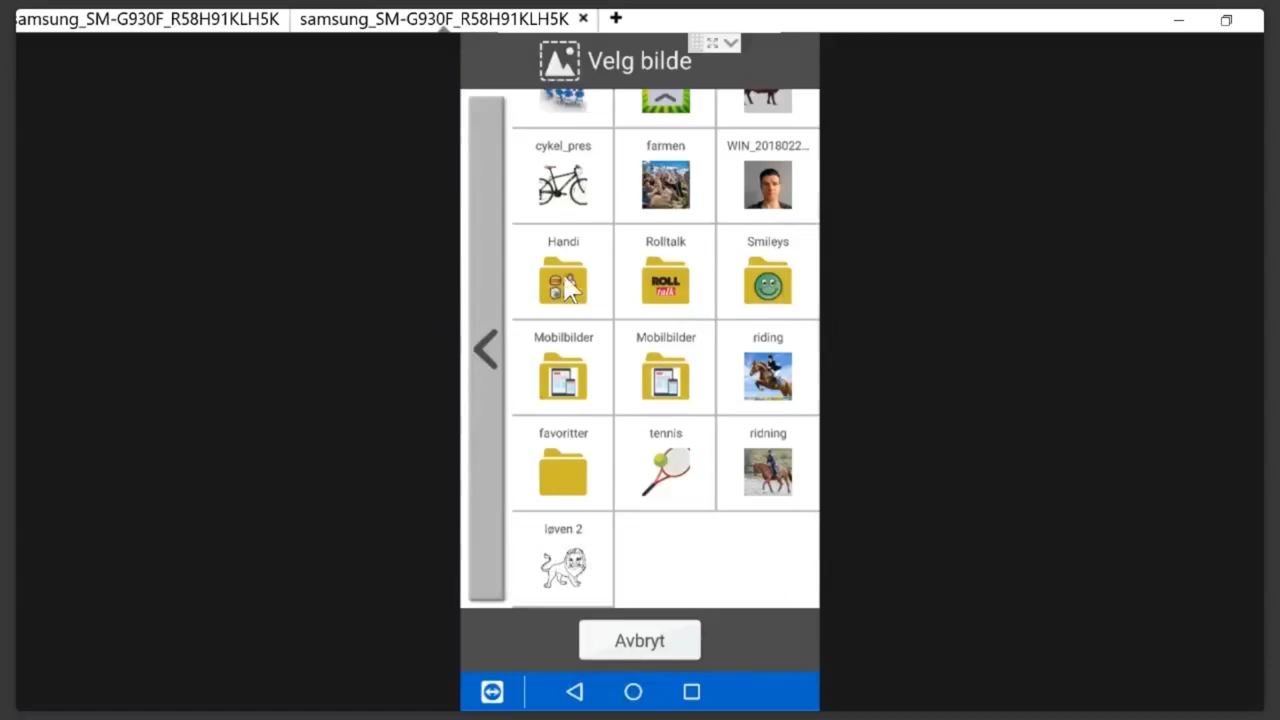 samsung_SM-G930F_R58H91KLH5K
samsung_SM-G930F_R58H91KLH5K
Velg bilde
cykel_pres farmen WIN_2018022...
Handi Rolltalk Smileys
ROLL
talk
Mobilbilder Mobilbilder riding
favoritter tennis ridning
løven 2
Avbryt